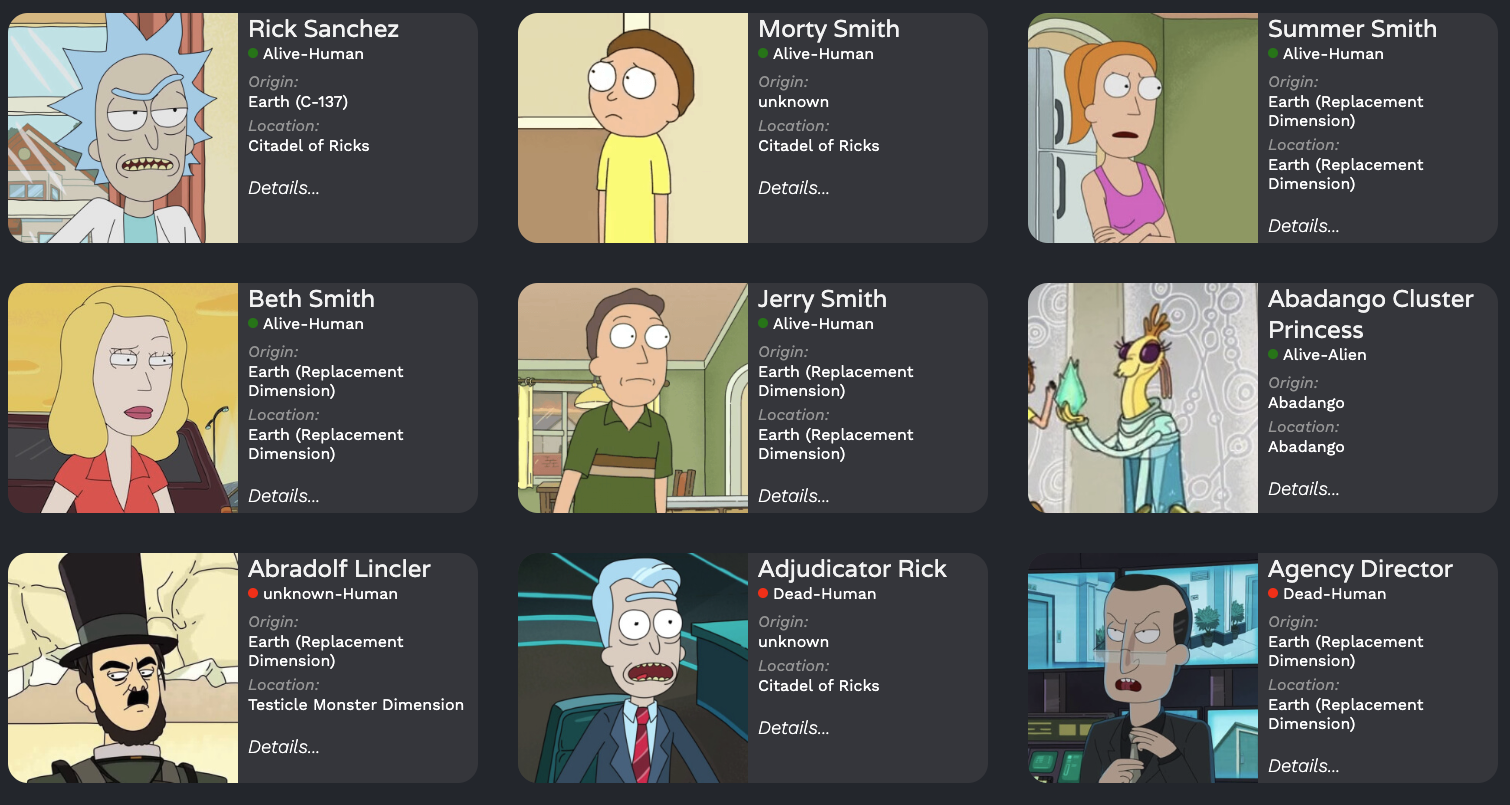 Rick Sanchez
Alive-Human
Origin:
Earth (C-137)
Location:
Citadel of Ricks
Details...
Morty Smith
Alive-Human
Origin:
unknown
Location:
Citadel of Ricks
Details...
Summer Smith
Alive-Human
Origin:
Earth (Replacement
Dimension)
Location:
Earth (Replacement
Dimension)
Details...
Beth Smith
Alive-Human
Origin:
Earth (Replacement
Dimension)
Location:
Earth (Replacement
Dimension)
Details...
Jerry Smith
Alive-Human
Origin:
Earth (Replacement
Dimension)
Location:
Earth (Replacement
Dimension)
Details...
Abadango Cluster
Princess
Alive-Alien
Origin:
Abadango
Location:
Abadango
Details...
Abradolf Lincler
unknown-Human
Origin:
Earth (Replacement
Dimension)
Location:
Testicle Monster Dimension
Details...
Adjudicator Rick
Dead-Human
Origin:
unknown
Location:
Citadel of Ricks
Details...
Agency Director
Dead-Human
Origin:
Earth (Replacement
Dimension)
Location:
Earth (Replacement
Dimension)
Details...